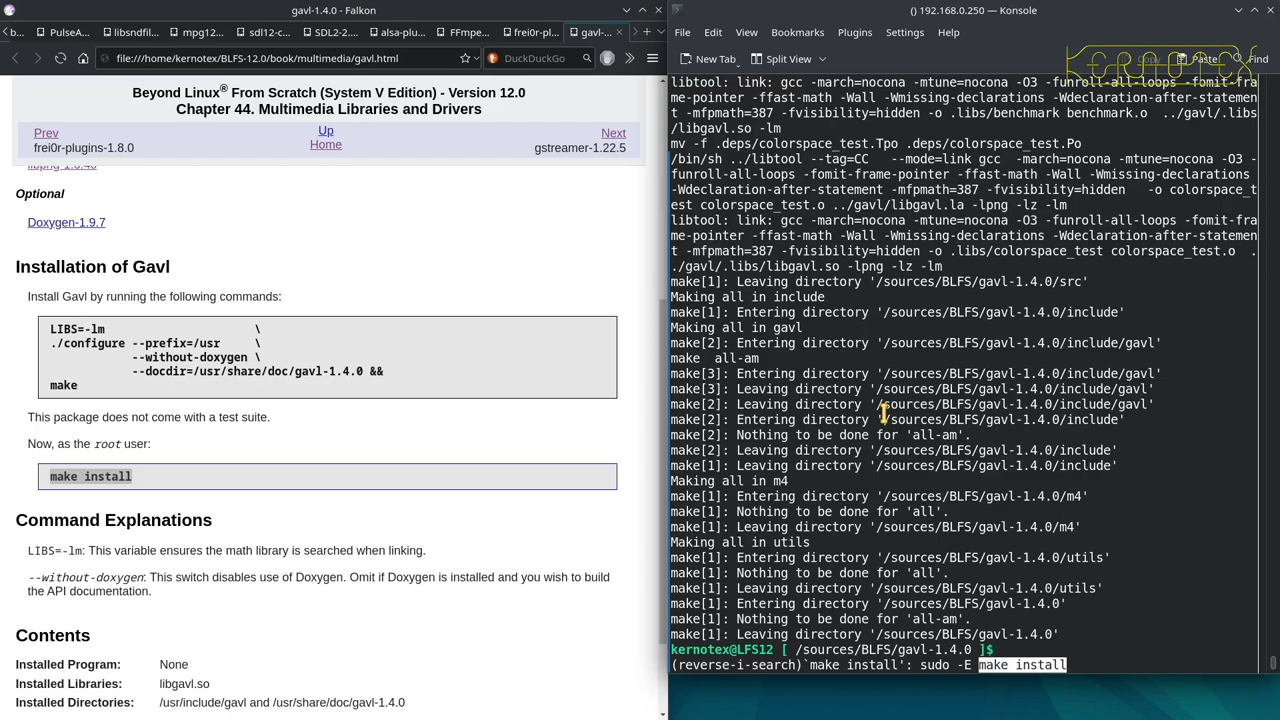 gavl-1.4.0 - Falkon
b...
PulseA...
libsndfil...
mpg12...
sdl12-c...
SDL2-2....
alsa-plu...
FFmpe...
frei0r-pl...
gavl-...
file:///home/kernotex/BLFS-12.0/book/multimedia/gavl.html
DuckDuckGo
Beyond Linux® From Scratch (System V Edition) - Version 12.0
Chapter 44. Multimedia Libraries and Drivers
Prev
Up
Next
frei0r-plugins-1.8.0
Home
gstreamer-1.22.5
libpng-1.6.40
Optional
Doxygen-1.9.7
Installation of Gavl
Install Gavl by running the following commands:
LIBS=-lm \
./configure --prefix=/usr \
--without-doxygen \
--docdir=/usr/share/doc/gavl-1.4.0 &&
make
This package does not come with a test suite.
Now, as the root user:
make install
Command Explanations
LIBS=-lm: This variable ensures the math library is searched when linking.
--without-doxygen: This switch disables use of Doxygen. Omit if Doxygen is installed and you wish to build
the API documentation.
Contents
Installed Program: None
Installed Libraries: libgavl.so
Installed Directories: /usr/include/gavl and /usr/share/doc/gavl-1.4.0
() 192.168.0.250 — Konsole
File Edit View Bookmarks Plugins Settings Help
New Tab Split View Copy Paste Find
KERNOTEX
libtool: link: gcc -march=nocona -mtune=nocona -O3 -funroll-all-loops -fomit-fra
me-pointer -ffast-math -Wall -Wmissing-declarations -Wdeclaration-after-statemen
t -mfpmath=387 -fvisibility=hidden -o .libs/benchmark benchmark.o ../gavl/.libs
/libgavl.so -lm
mv -f .deps/colorspace_test.Tpo .deps/colorspace_test.Po
/bin/sh ../libtool --tag=CC --mode=link gcc -march=nocona -mtune=nocona -O3 -
funroll-all-loops -fomit-frame-pointer -ffast-math -Wall -Wmissing-declarations
-Wdeclaration-after-statement -mfpmath=387 -fvisibility=hidden -o colorspace_t
est colorspace_test.o ../gavl/libgavl.la -lpng -lz -lm
libtool: link: gcc -march=nocona -mtune=nocona -O3 -funroll-all-loops -fomit-fra
me-pointer -ffast-math -Wall -Wmissing-declarations -Wdeclaration-after-statemen
t -mfpmath=387 -fvisibility=hidden -o .libs/colorspace_test colorspace_test.o .
./gavl/.libs/libgavl.so -lpng -lz -lm
make[1]: Leaving directory '/sources/BLFS/gavl-1.4.0/src'
Making all in include
make[1]: Entering directory '/sources/BLFS/gavl-1.4.0/include'
Making all in gavl
make[2]: Entering directory '/sources/BLFS/gavl-1.4.0/include/gavl'
make all-am
make[3]: Entering directory '/sources/BLFS/gavl-1.4.0/include/gavl'
make[3]: Leaving directory '/sources/BLFS/gavl-1.4.0/include/gavl'
make[2]: Leaving directory '/sources/BLFS/gavl-1.4.0/include/gavl'
make[2]: Entering directory '/sources/BLFS/gavl-1.4.0/include'
make[2]: Nothing to be done for 'all-am'.
make[2]: Leaving directory '/sources/BLFS/gavl-1.4.0/include'
make[1]: Leaving directory '/sources/BLFS/gavl-1.4.0/include'
Making all in m4
make[1]: Entering directory '/sources/BLFS/gavl-1.4.0/m4'
make[1]: Nothing to be done for 'all'.
make[1]: Leaving directory '/sources/BLFS/gavl-1.4.0/m4'
Making all in utils
make[1]: Entering directory '/sources/BLFS/gavl-1.4.0/utils'
make[1]: Nothing to be done for 'all'.
make[1]: Leaving directory '/sources/BLFS/gavl-1.4.0/utils'
make[1]: Entering directory '/sources/BLFS/gavl-1.4.0'
make[1]: Nothing to be done for 'all-am'.
make[1]: Leaving directory '/sources/BLFS/gavl-1.4.0'
kernotex@LFS12 [ /sources/BLFS/gavl-1.4.0 ]$
(reverse-i-search)`make install': sudo -E make install